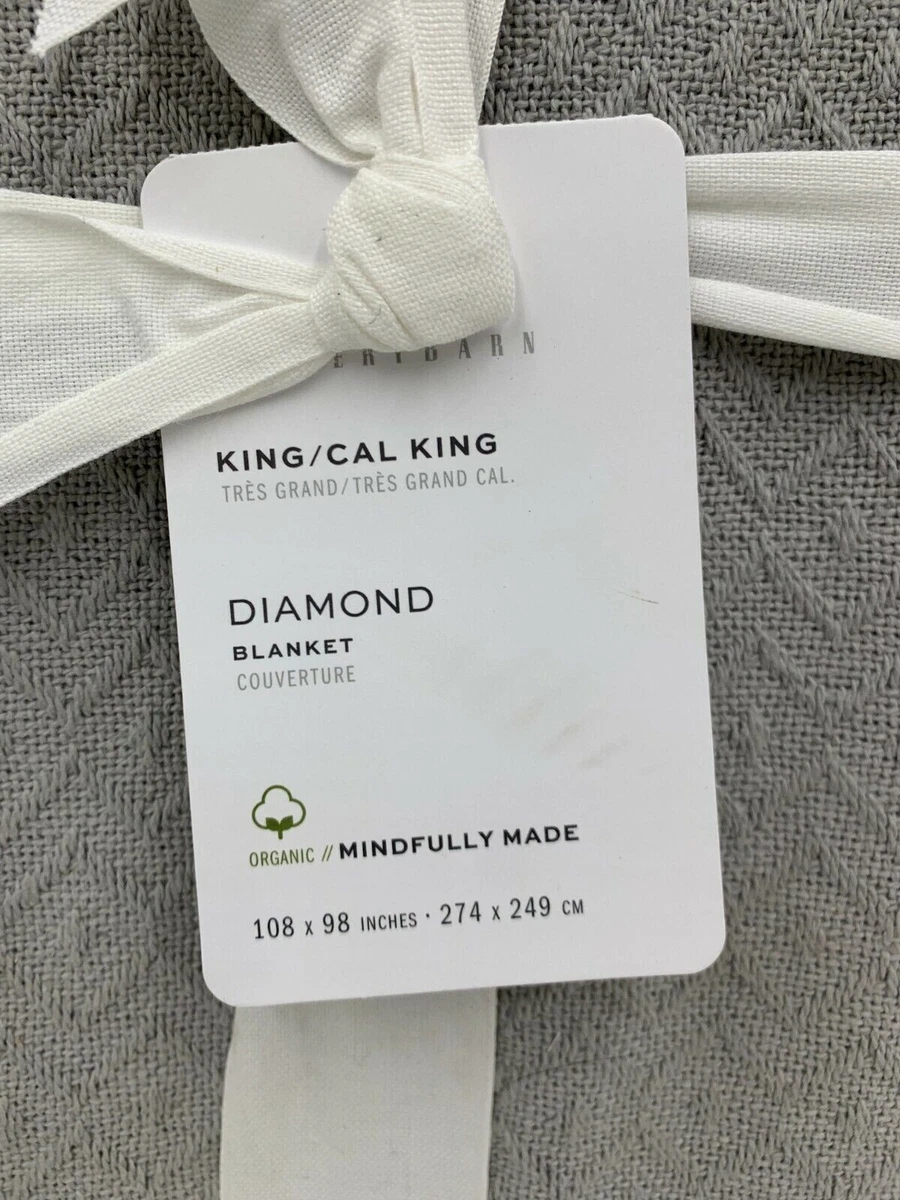 ERYBARN
KING/CAL KING
TRÈS GRAND/TRÈS GRAND CAL.
DIAMOND
BLANKET
COUVERTURE
ORGANIC // MINDFULLY MADE
108 x 98 INCHES · 274 x 249 CM